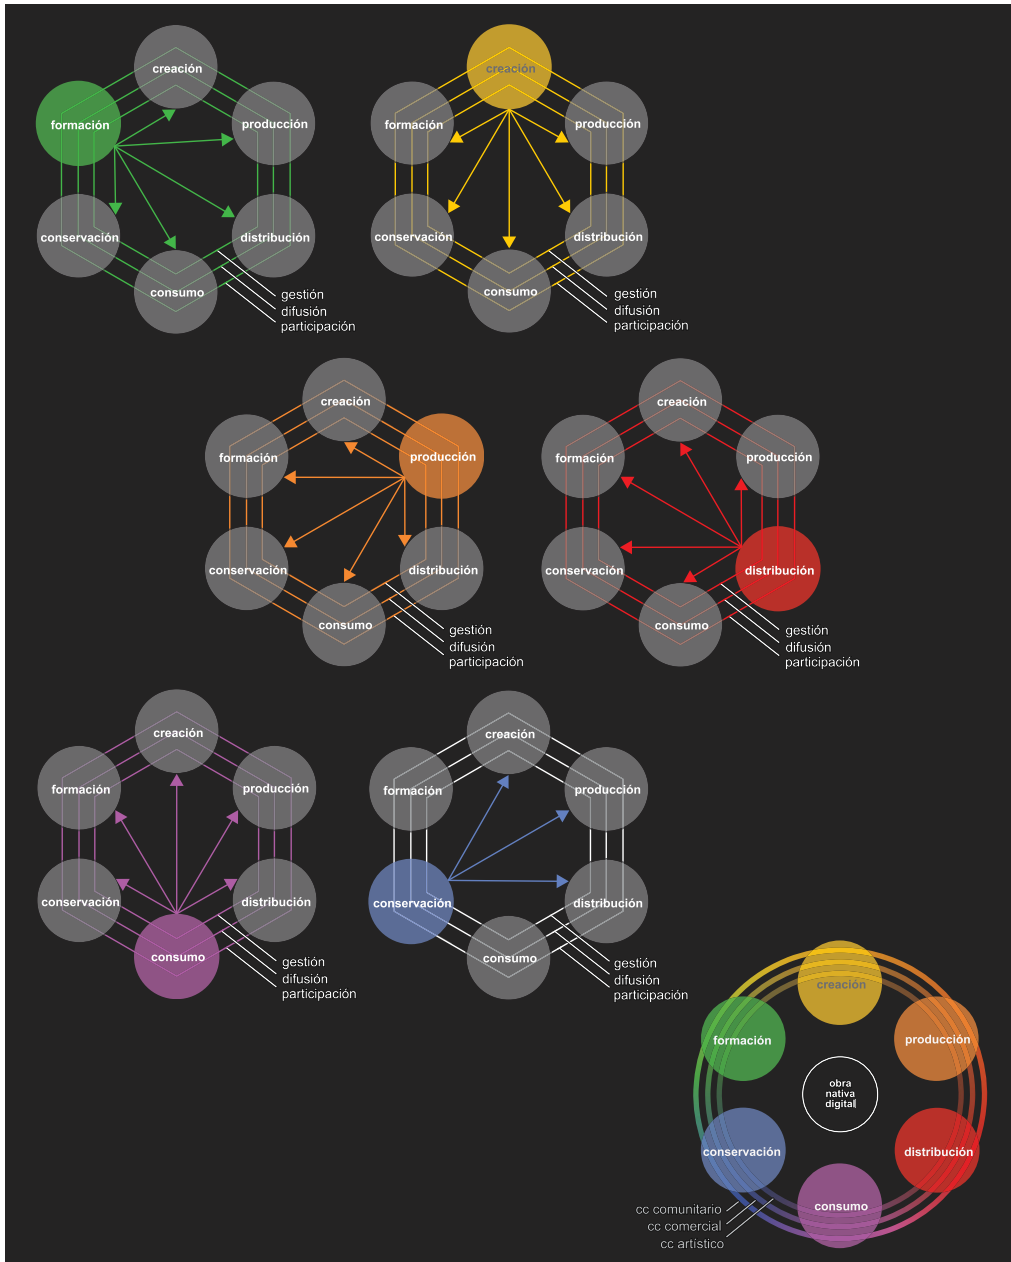 creación
formación
producción
conservación
distribución
consumo
gestión
difusión
participación
creación
formación
producción
conservación
distribución
consumo
gestión
difusión
participación
creación
formación
producción
conservación
distribución
consumo
gestión
difusión
participación
creación
formación
producción
conservación
distribución
consumo
gestión
difusión
participación
creación
formación
producción
conservación
distribución
consumo
gestión
difusión
participación
creación
formación
producción
conservación
distribución
consumo
gestión
difusión
participación
creación
formación
producción
obra
nativa
digital
conservación
distribución
consumo
cc comunitario
cc comercial
cc artístico